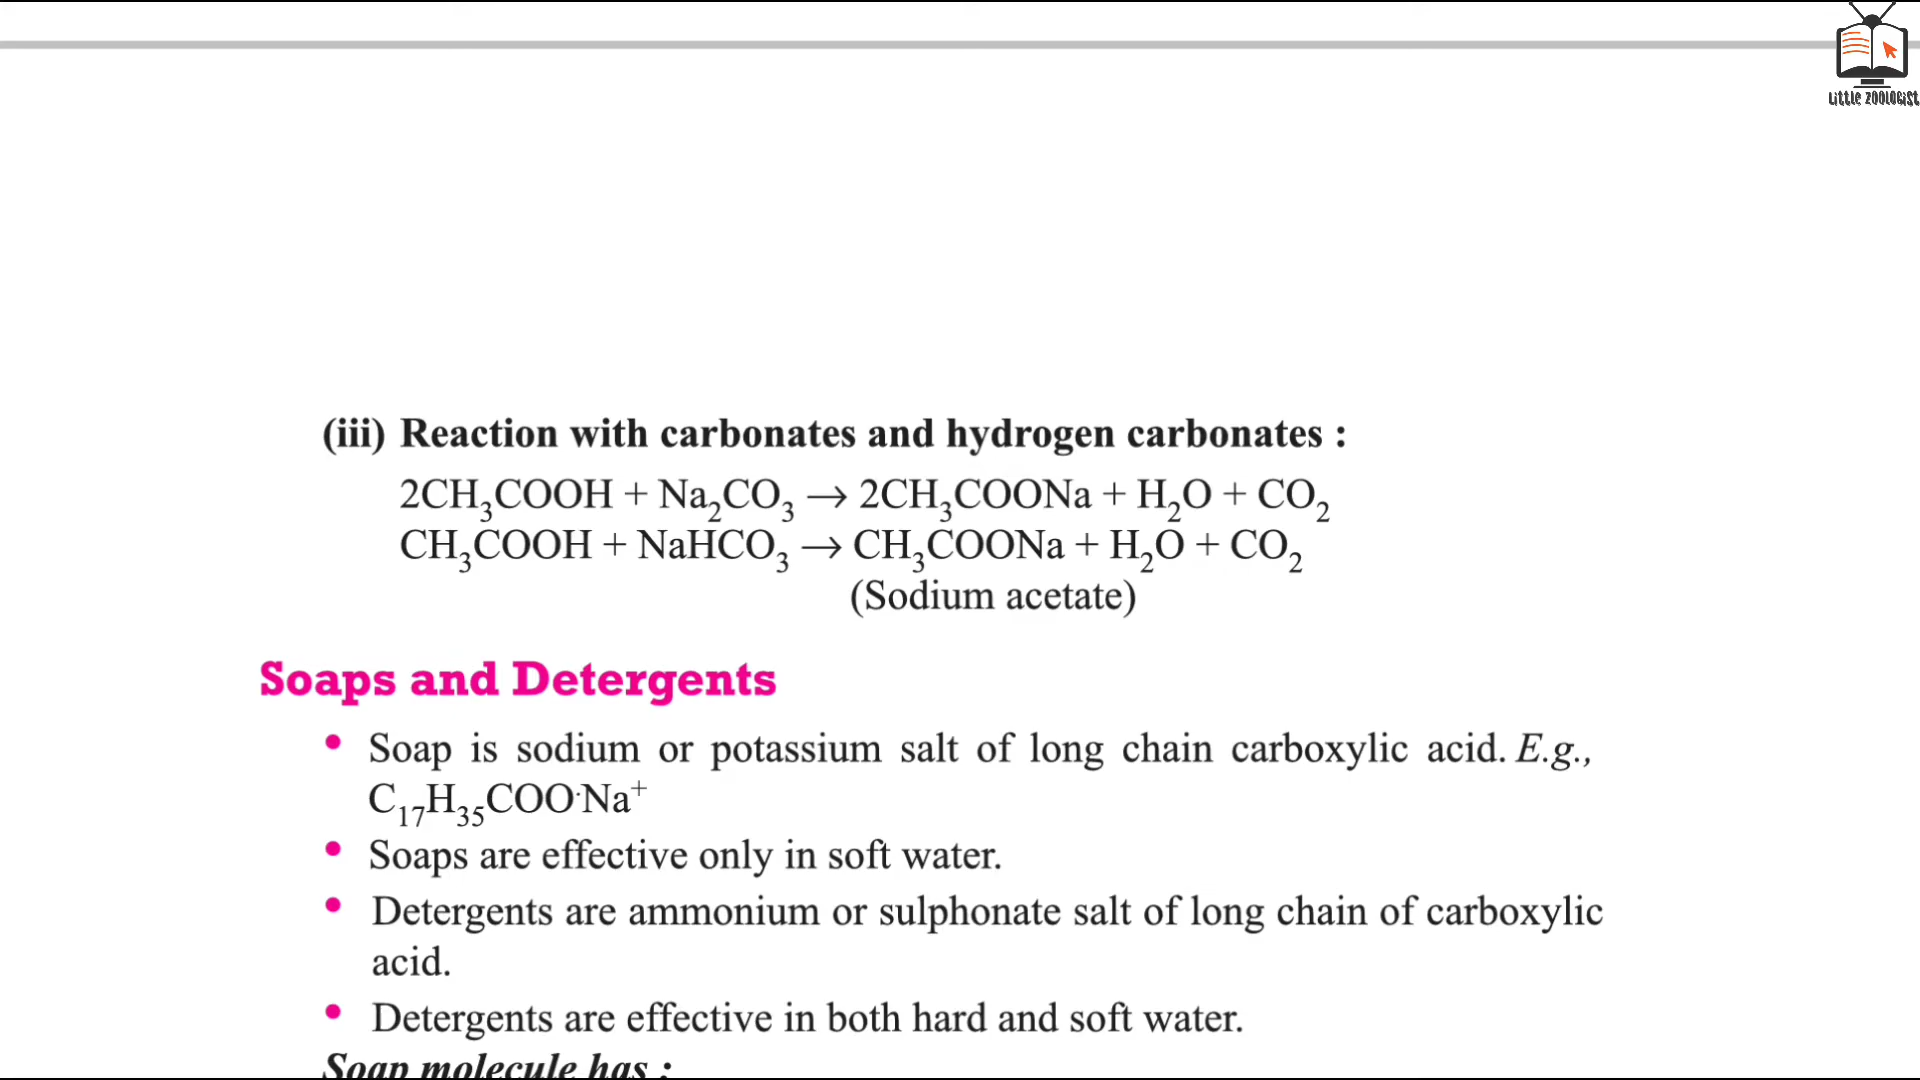 Little Zoologist
(iii) Reaction with carbonates and hydrogen carbonates :
2CH₃COOH + Na₂CO₃ → 2CH₃COONa + H₂O + CO₂
CH₃COOH + NaHCO₃ → CH₃COONa + H₂O + CO₂
(Sodium acetate)
Soaps and Detergents
• Soap is sodium or potassium salt of long chain carboxylic acid. E.g.,
C₁₇H₃₅COO·Na⁺
• Soaps are effective only in soft water.
• Detergents are ammonium or sulphonate salt of long chain of carboxylic
acid.
• Detergents are effective in both hard and soft water.
Soap molecule has :